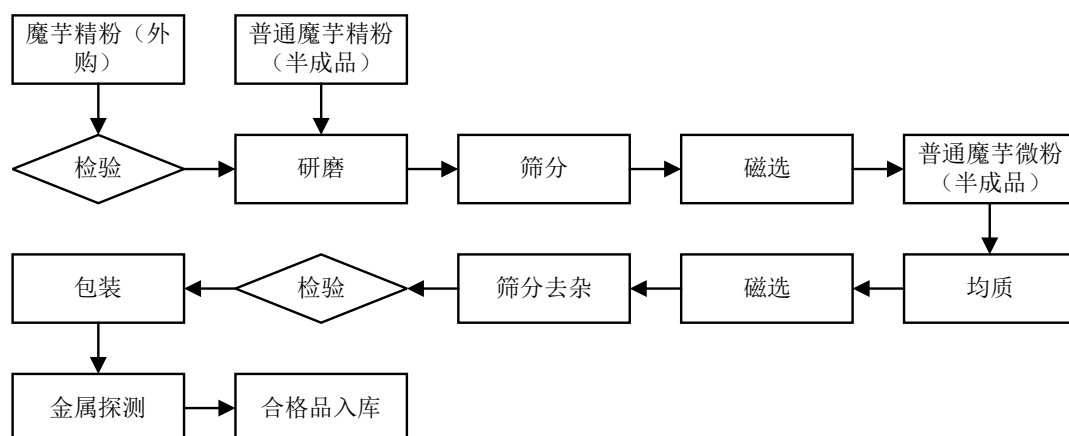 魔芋精粉（外
购）
普通魔芋精粉
（半成品）
检验
研磨
筛分
磁选
普通魔芋微粉
（半成品）
包装
检验
筛分去杂
磁选
均质
金属探测
合格品入库